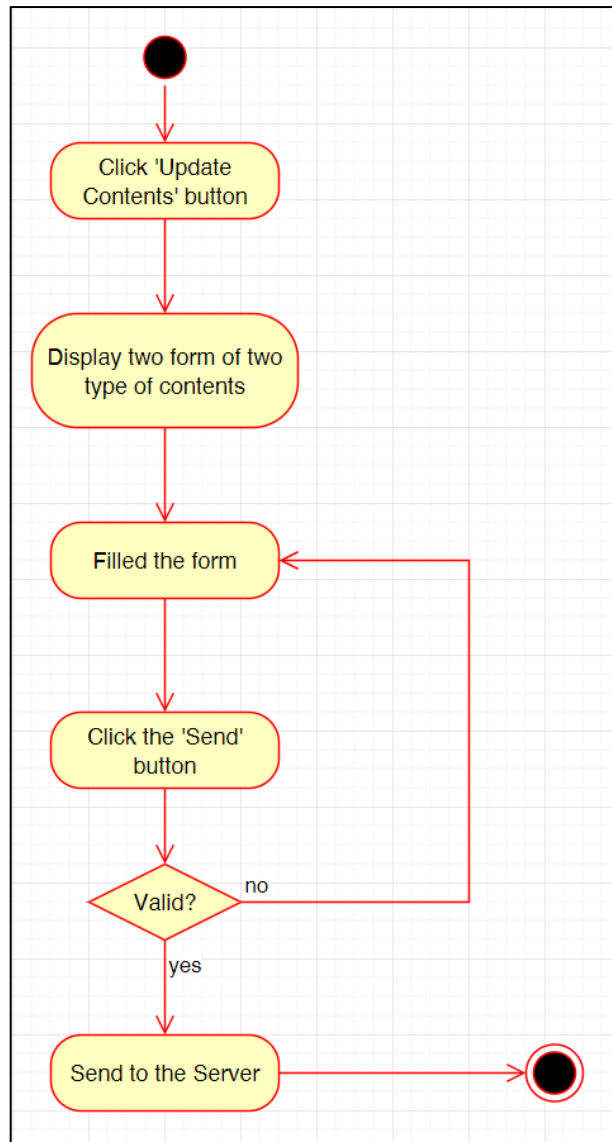 Click 'Update
Contents' button
Display two form of two
type of contents
Filled the form
Click the 'Send'
button
Valid?
no
yes
Send to the Server